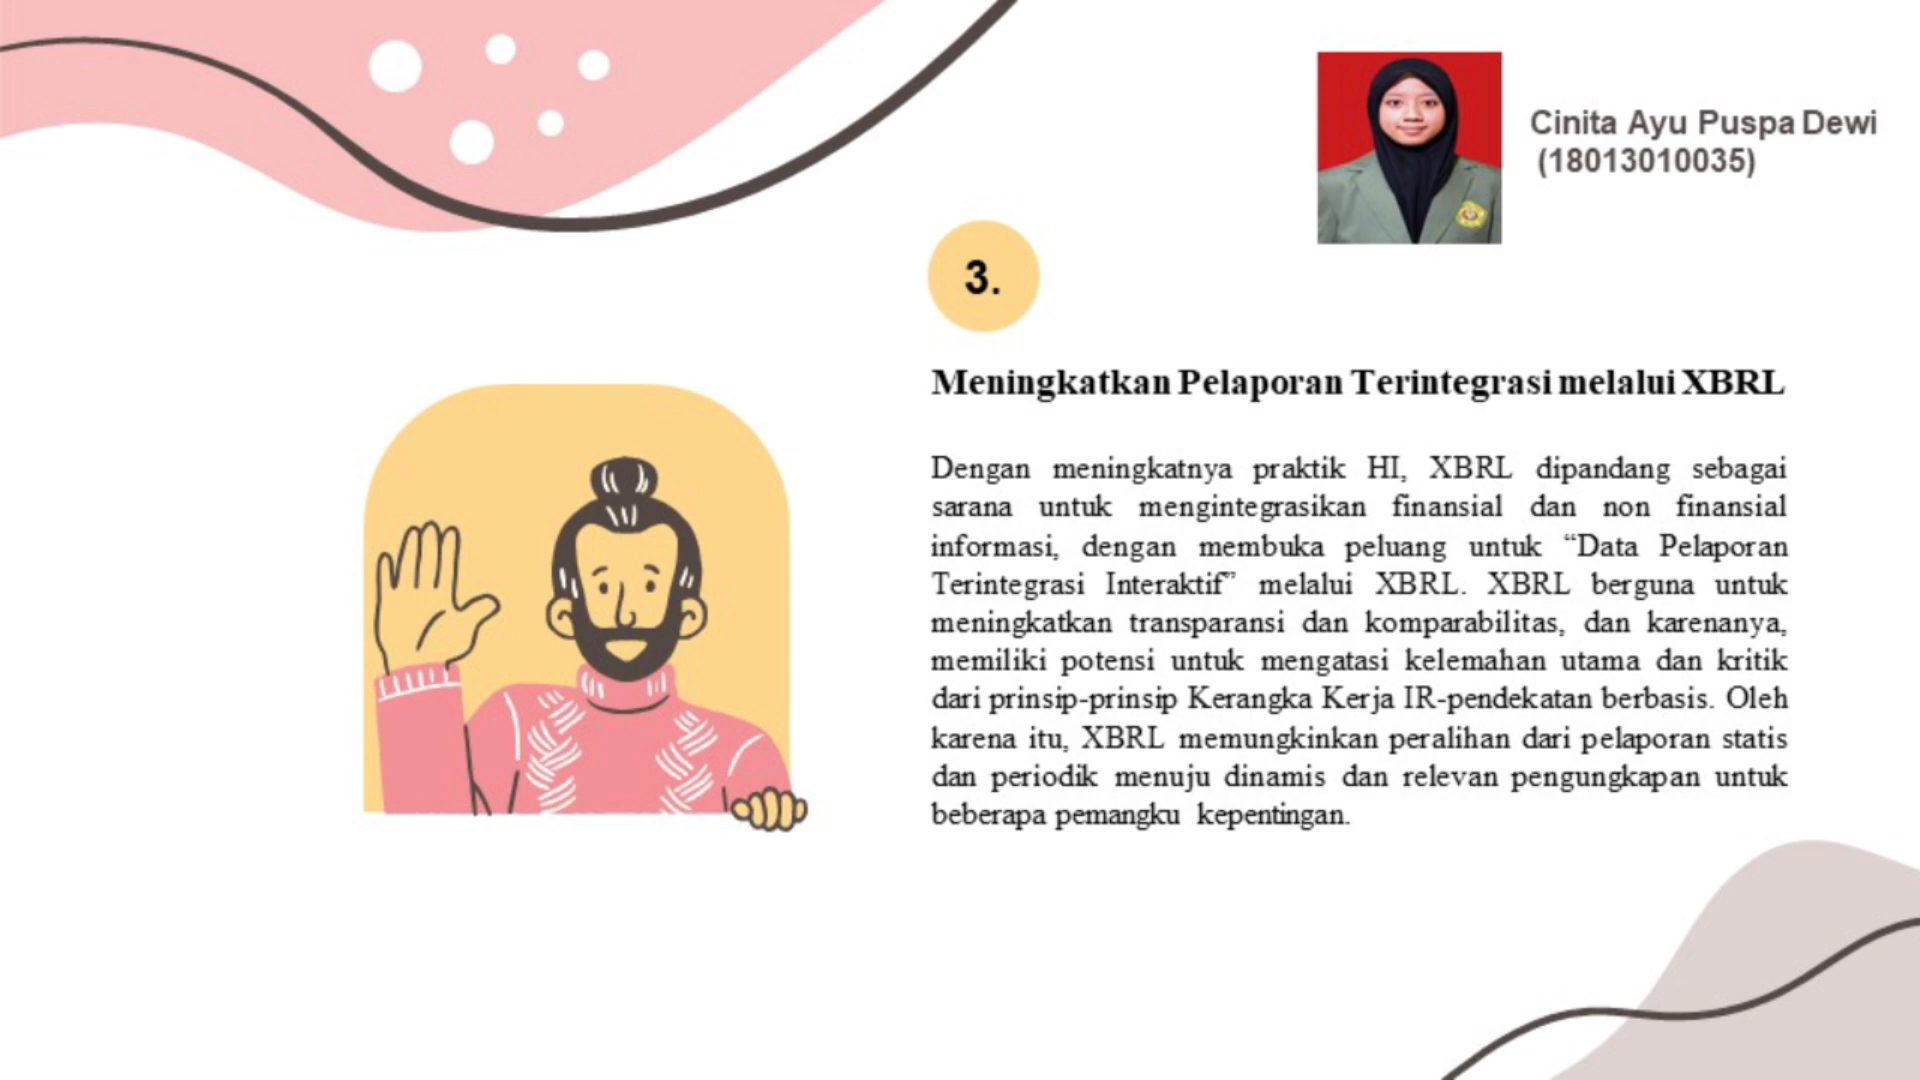 Cinita Ayu Puspa Dewi
(18013010035)
3.
Meningkatkan Pelaporan Terintegrasi melalui XBRL
Dengan meningkatnya praktik HI, XBRL dipandang sebagai
sarana untuk mengintegrasikan finansial dan non finansial
informasi, dengan membuka peluang untuk “Data Pelaporan
Terintegrasi Interaktif” melalui XBRL. XBRL berguna untuk
meningkatkan transparansi dan komparabilitas, dan karenanya,
memiliki potensi untuk mengatasi kelemahan utama dan kritik
dari prinsip-prinsip Kerangka Kerja IR-pendekatan berbasis. Oleh
karena itu, XBRL memungkinkan peralihan dari pelaporan statis
dan periodik menuju dinamis dan relevan pengungkapan untuk
beberapa pemangku kepentingan.